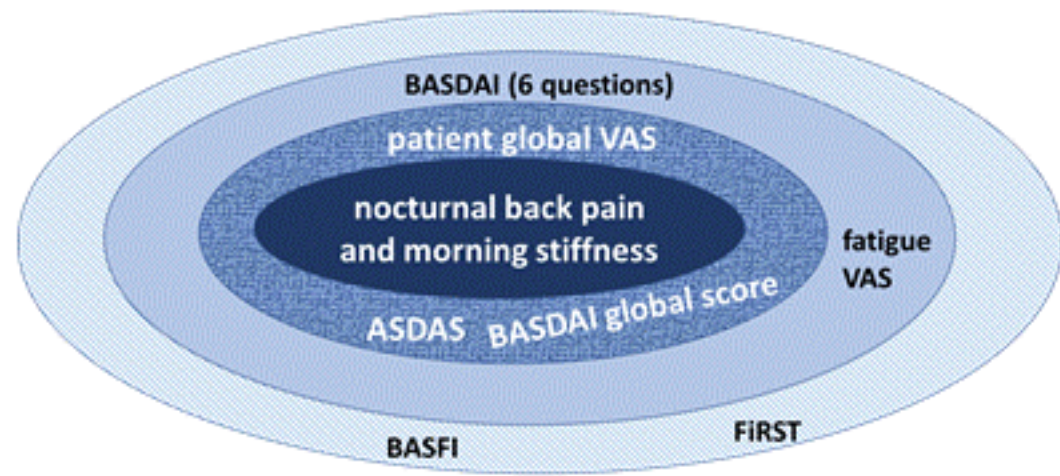 BASDAI (6 questions)
patient global VAS
nocturnal back pain
and morning stiffness
fatigue
VAS
ASDAS
BASDAI global score
BASFI
FiRST